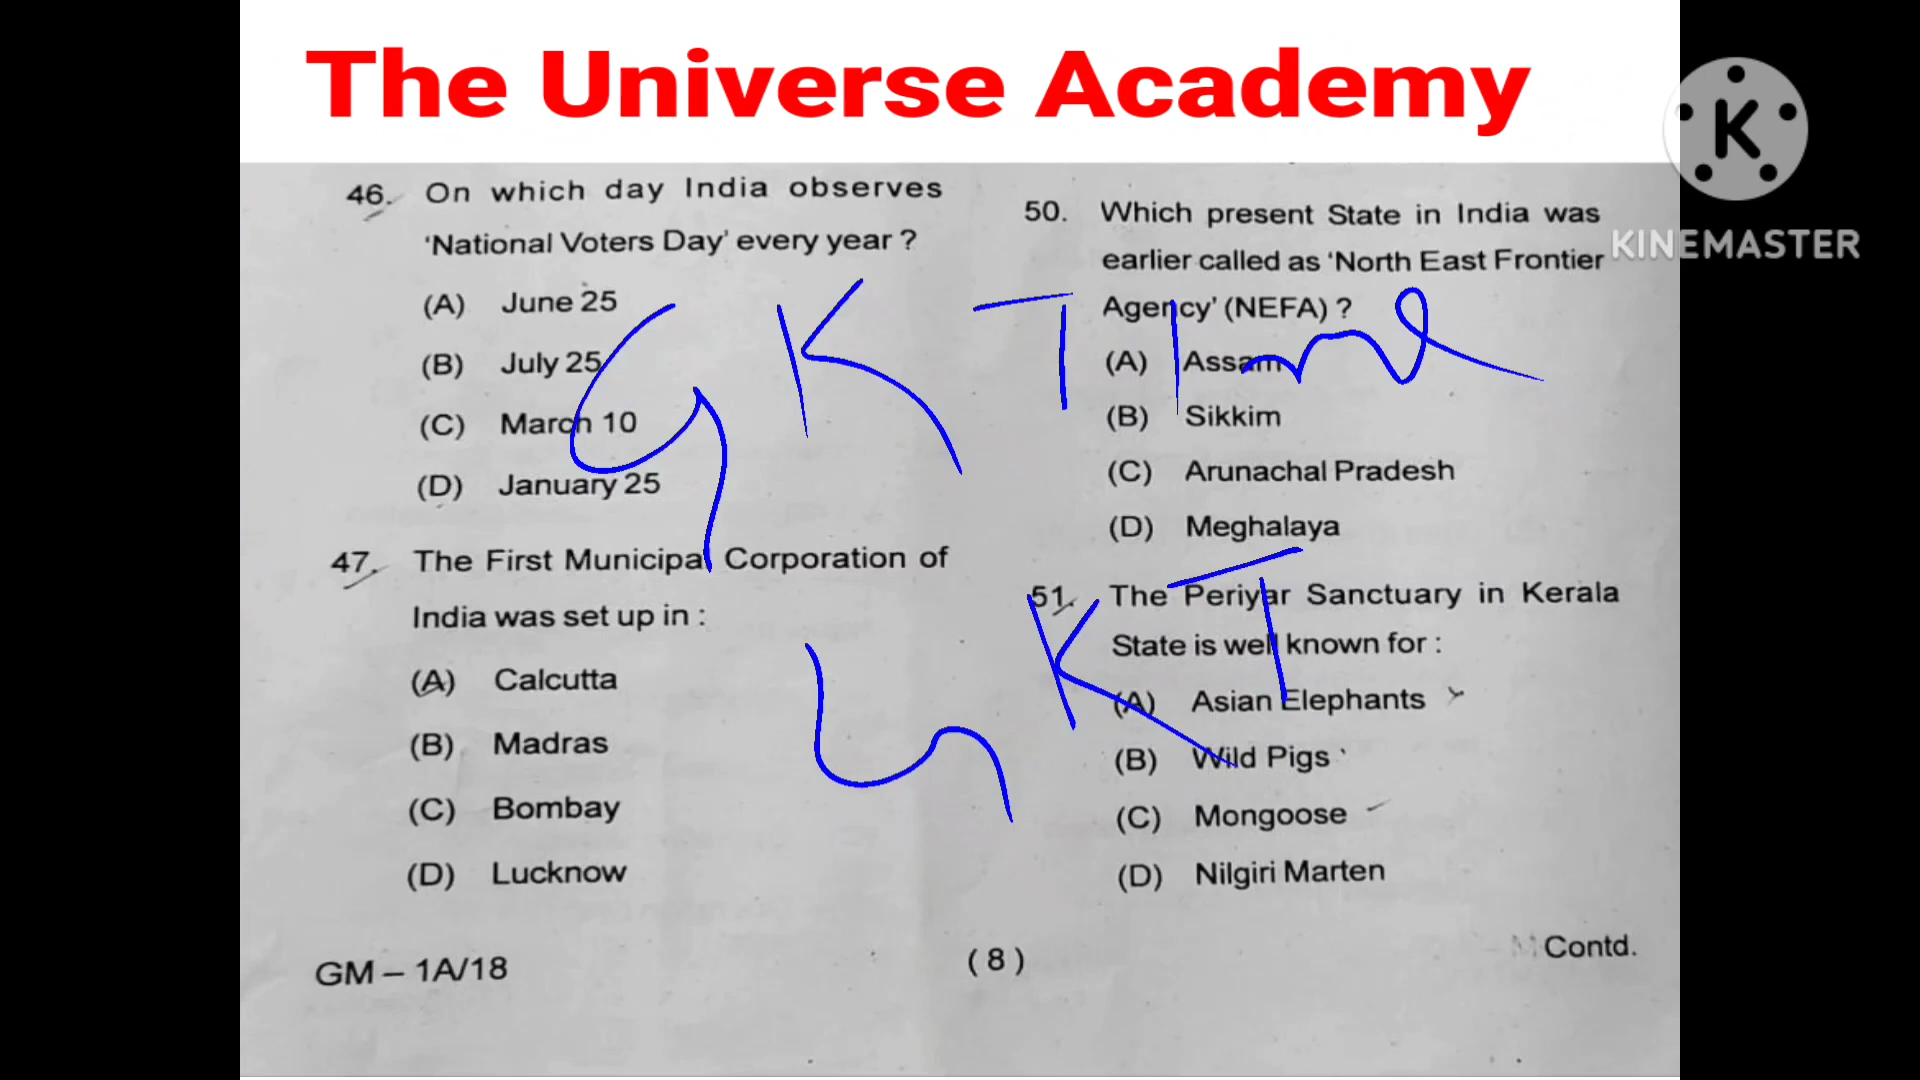 The Universe Academy
K
KINEMASTER
46. On which day India observes
‘National Voters Day’ every year ?
(A) June 25
(B) July 25
(C) March 10
(D) January 25
47. The First Municipal Corporation of
India was set up in :
(A) Calcutta
(B) Madras
(C) Bombay
(D) Lucknow
GM – 1A/18
50. Which present State in India was
earlier called as ‘North East Frontier
Agency’ (NEFA) ?
(A) Assam
(B) Sikkim
(C) Arunachal Pradesh
(D) Meghalaya
51. The Periyar Sanctuary in Kerala
State is well known for :
(A) Asian Elephants
(B) Wild Pigs
(C) Mongoose
(D) Nilgiri Marten
( 8 )
Contd.
GK Time
KT